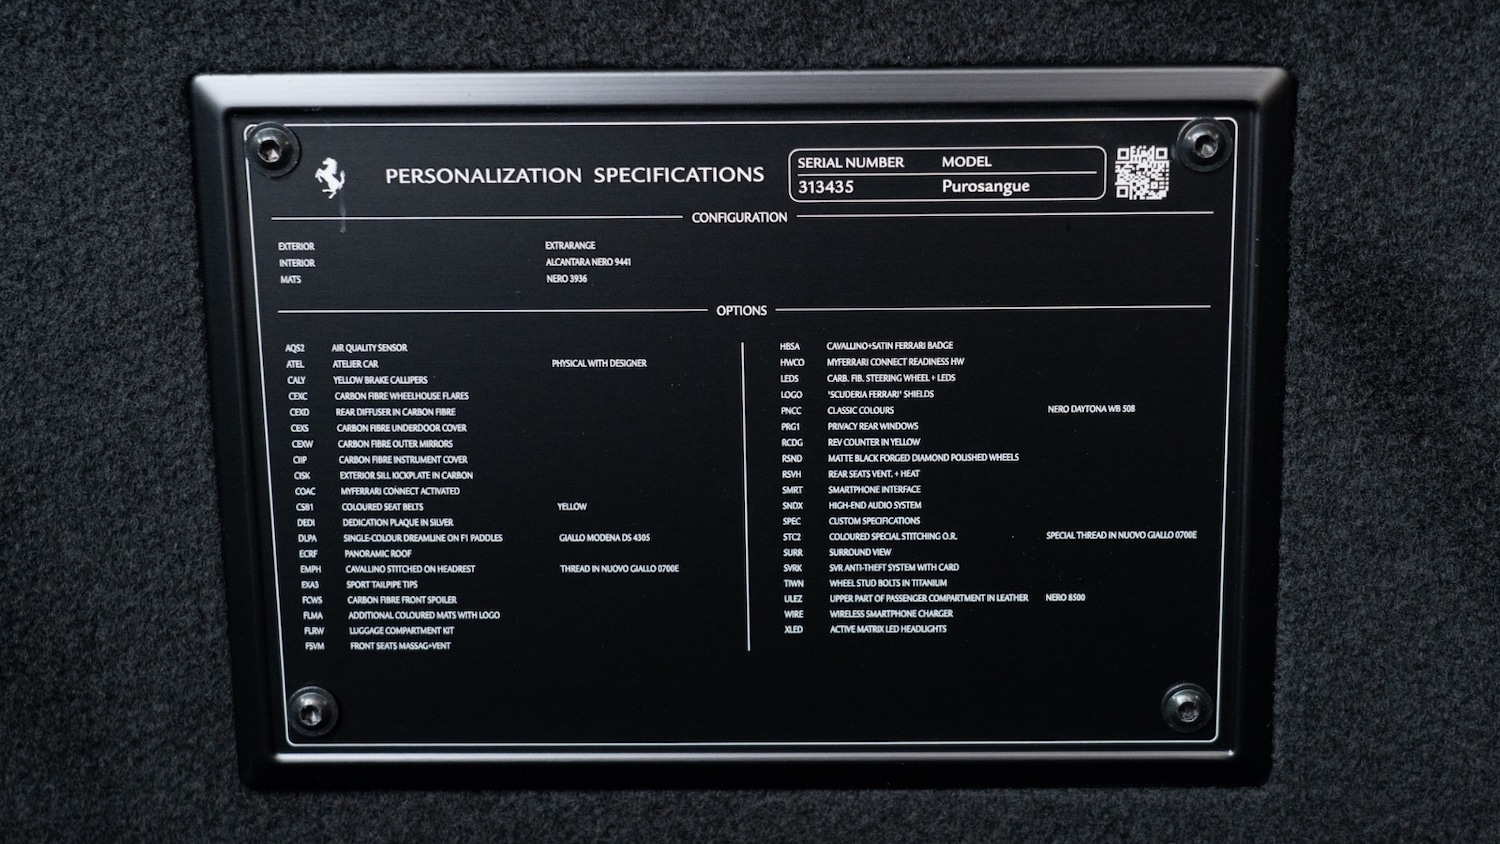 PERSONALIZATION SPECIFICATIONS
SERIAL NUMBER MODEL
313435 Purosangue
CONFIGURATION
EXTERIOR EXTRARANGE
INTERIOR ALCANTARA NERO 9441
MATS NERO 3936
OPTIONS
AQS2 AIR QUALITY SENSOR
ATEL ATELIER CAR PHYSICAL WITH DESIGNER
CALY YELLOW BRAKE CALLIPERS
CEXC CARBON FIBRE WHEELHOUSE FLARES
CEXD REAR DIFFUSER IN CARBON FIBRE
CEXS CARBON FIBRE UNDERDOOR COVER
CEXW CARBON FIBRE OUTER MIRRORS
CIIP CARBON FIBRE INSTRUMENT COVER
CISK EXTERIOR SILL KICKPLATE IN CARBON
COAC MYFERRARI CONNECT ACTIVATED
CSB1 COLOURED SEAT BELTS YELLOW
DEDI DEDICATION PLAQUE IN SILVER
DLPA SINGLE-COLOUR DREAMLINE ON F1 PADDLES GIALLO MODENA DS 4305
ECRF PANORAMIC ROOF
EMPH CAVALLINO STITCHED ON HEADREST THREAD IN NUOVO GIALLO 0700E
EXA3 SPORT TAILPIPE TIPS
FCWS CARBON FIBRE FRONT SPOILER
FLMA ADDITIONAL COLOURED MATS WITH LOGO
FLRW LUGGAGE COMPARTMENT KIT
FSVM FRONT SEATS MASSAG+VENT
HBSA CAVALLINO+SATIN FERRARI BADGE
HWCO MYFERRARI CONNECT READINESS HW
LEDS CARB. FIB. STEERING WHEEL + LEDS
LOGO "SCUDERIA FERRARI" SHIELDS
PNCC CLASSIC COLOURS NERO DAYTONA WB 508
PRG1 PRIVACY REAR WINDOWS
RCDG REV COUNTER IN YELLOW
RSND MATTE BLACK FORGED DIAMOND POLISHED WHEELS
RSVH REAR SEATS VENT. + HEAT
SMRT SMARTPHONE INTERFACE
SNDX HIGH-END AUDIO SYSTEM
SPEC CUSTOM SPECIFICATIONS
STC2 COLOURED SPECIAL STITCHING O.R. SPECIAL THREAD IN NUOVO GIALLO 0700E
SURR SURROUND VIEW
SVRK SVR ANTI-THEFT SYSTEM WITH CARD
TIWN WHEEL STUD BOLTS IN TITANIUM
ULEZ UPPER PART OF PASSENGER COMPARTMENT IN LEATHER NERO 8500
WIRE WIRELESS SMARTPHONE CHARGER
XLED ACTIVE MATRIX LED HEADLIGHTS